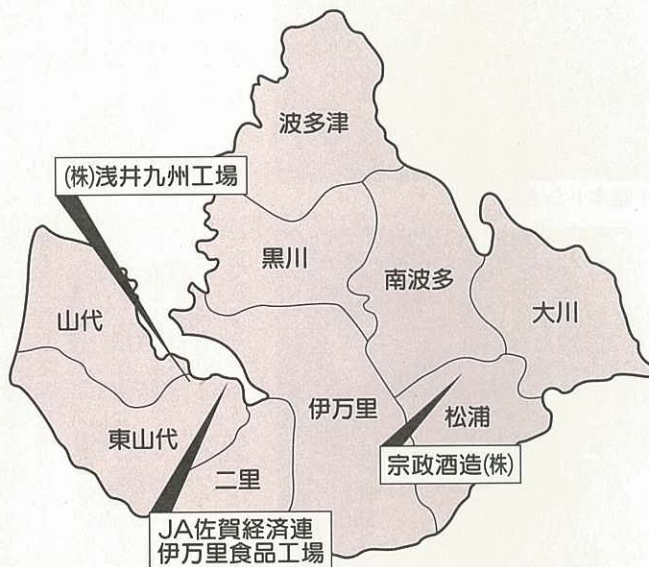 波多津
(株)浅井九州工場
黒川
南波多
大川
山代
伊万里
松浦
東山代
宗政酒造(株)
二里
JA佐賀経済連
伊万里食品工場